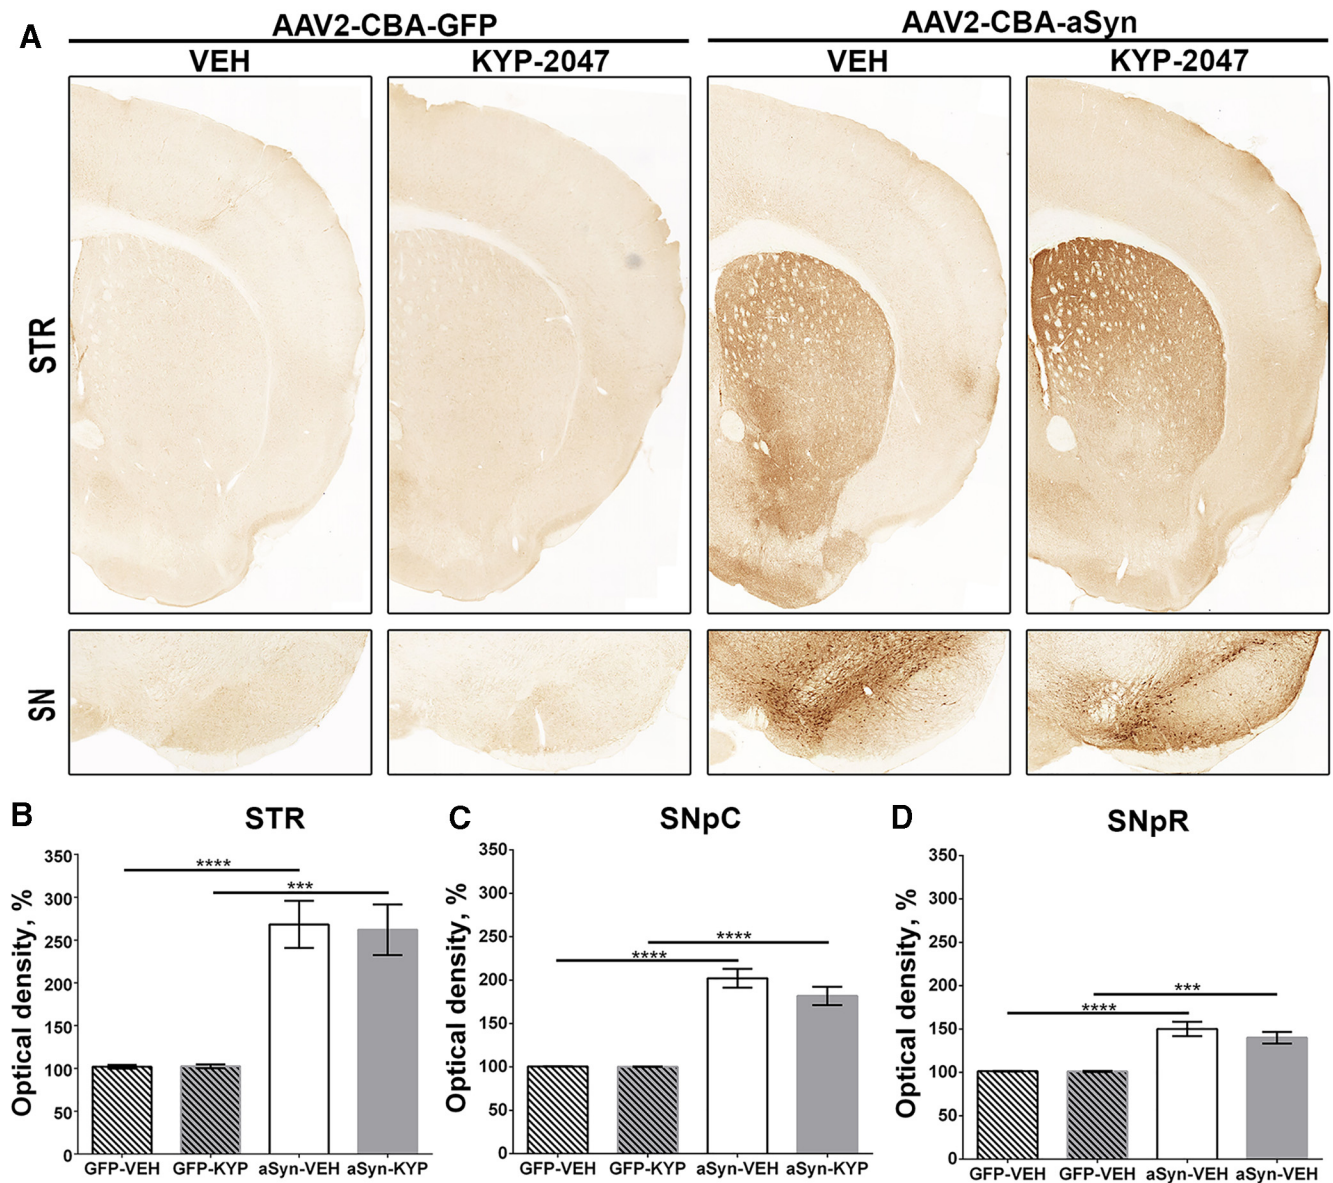 A
AAV2-CBA-GFP
AAV2-CBA-aSyn
VEH
KYP-2047
VEH
KYP-2047
STR
SN
B
STR
Optical density, %
350
300
250
200
150
100
50
0
****
***
GFP-VEH
GFP-KYP
aSyn-VEH
aSyn-KYP
C
SNpC
Optical density, %
350
300
250
200
150
100
50
0
****
****
GFP-VEH
GFP-KYP
aSyn-VEH
aSyn-KYP
D
SNpR
Optical density, %
350
300
250
200
150
100
50
0
***
****
GFP-VEH
GFP-VEH
aSyn-VEH
aSyn-VEH